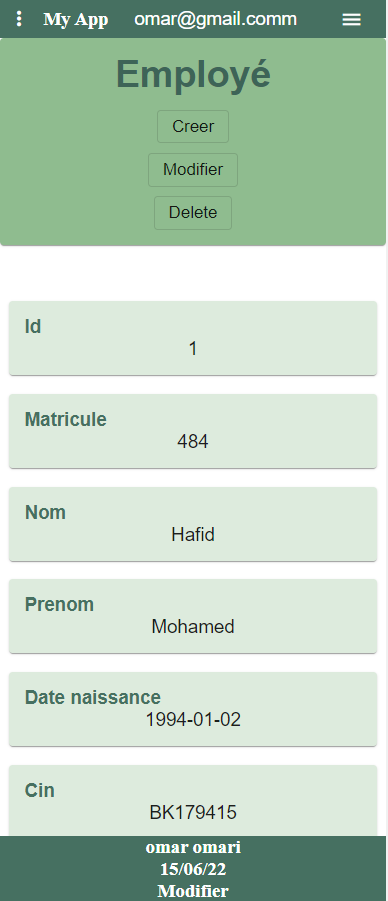 My App omar@gmail.comm
Employé
Creer
Modifier
Delete
Id
1
Matricule
484
Nom
Hafid
Prenom
Mohamed
Date naissance
1994-01-02
Cin
BK179415
omar omari
15/06/22
Modifier